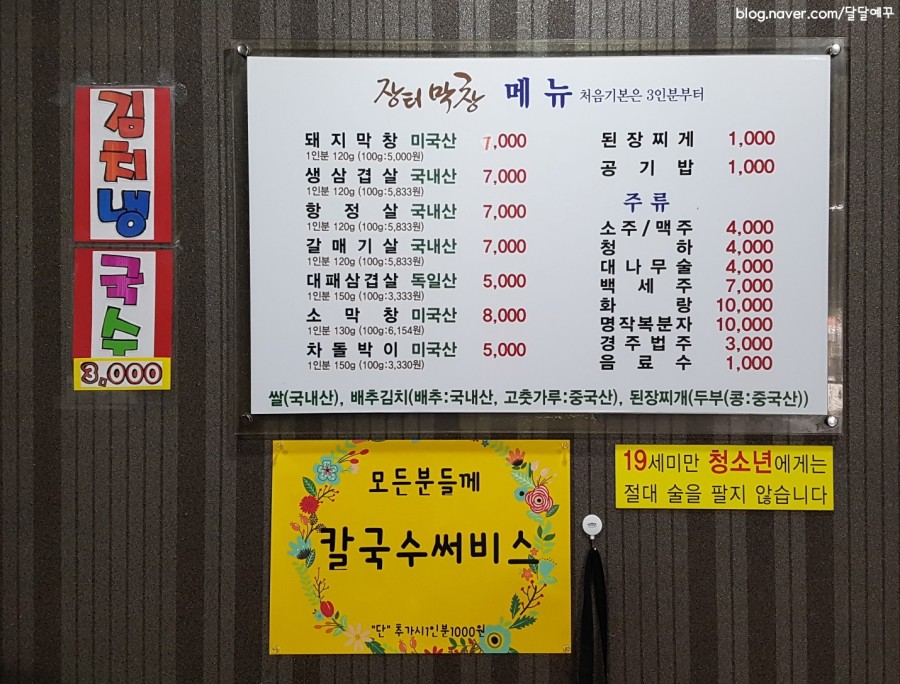 blog.naver.com/달달예꾸
장터막창 메뉴 처음기본은 3인분부터
돼지막창 미국산 7,000
1인분 120g (100g:5,000원)
생삼겹살 국내산 7,000
1인분 120g (100g:5,833원)
항정살 국내산 7,000
1인분 120g (100g:5,833원)
갈매기살 국내산 7,000
1인분 120g (100g:5,833원)
대패삼겹살 독일산 5,000
1인분 150g (100g:3,333원)
소막창 미국산 8,000
1인분 130g (100g:6,154원)
차돌박이 미국산 5,000
1인분 150g (100g:3,330원)
된장찌게 1,000
공기밥 1,000
주류
소주/맥주 4,000
청하 4,000
대나무술 4,000
백세주 7,000
화랑 10,000
명작복분자 10,000
경주법주 3,000
음료수 1,000
쌀(국내산), 배추김치(배추:국내산, 고춧가루:중국산), 된장찌개(두부(콩:중국산))
김치냉
국수
3,000
모든분들께
칼국수써비스
"단" 추가시1인분1000원
19세미만 청소년에게는
절대 술을 팔지 않습니다